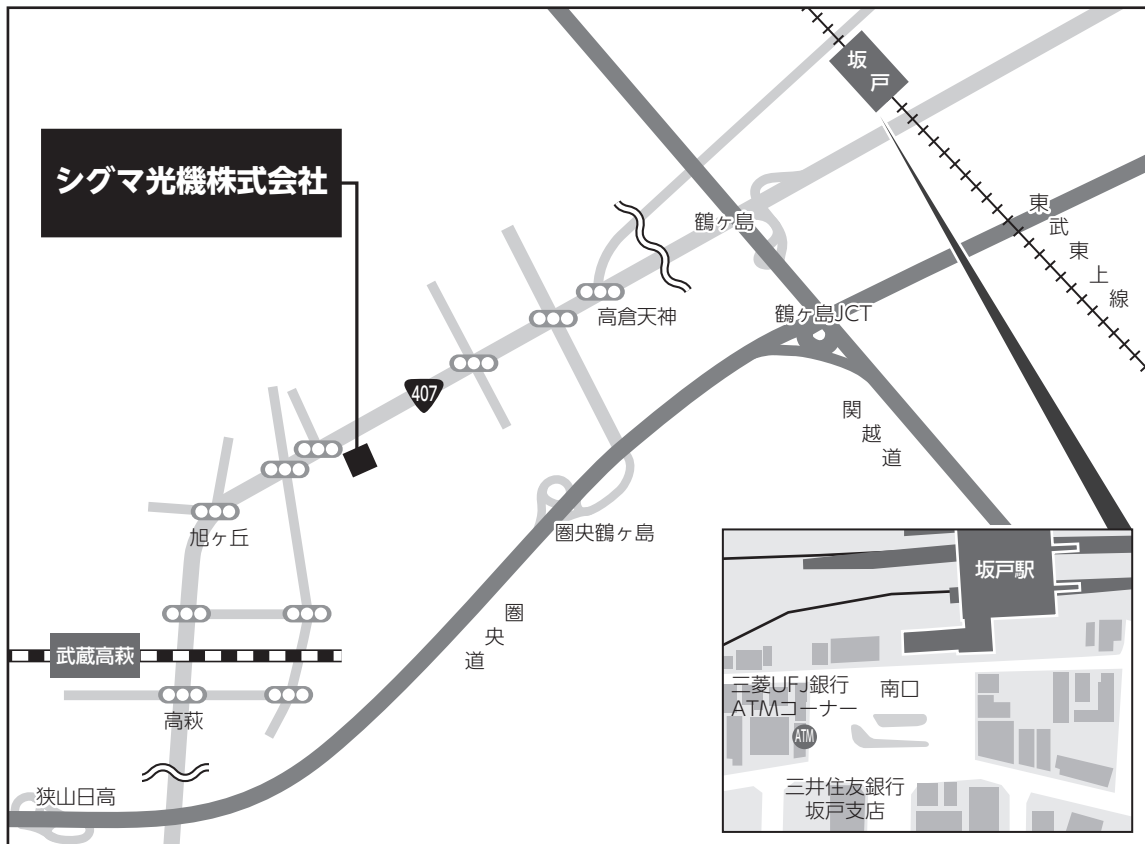 坂戸
シグマ光機株式会社
鶴ヶ島
東武東上線
高倉天神
鶴ヶ島JCT
407
関越道
旭ヶ丘
圏央鶴ヶ島
坂戸駅
圏央道
武蔵高萩
三菱UFJ銀行
ATMコーナー
南口
高萩
ATM
狭山日高
三井住友銀行
坂戸支店